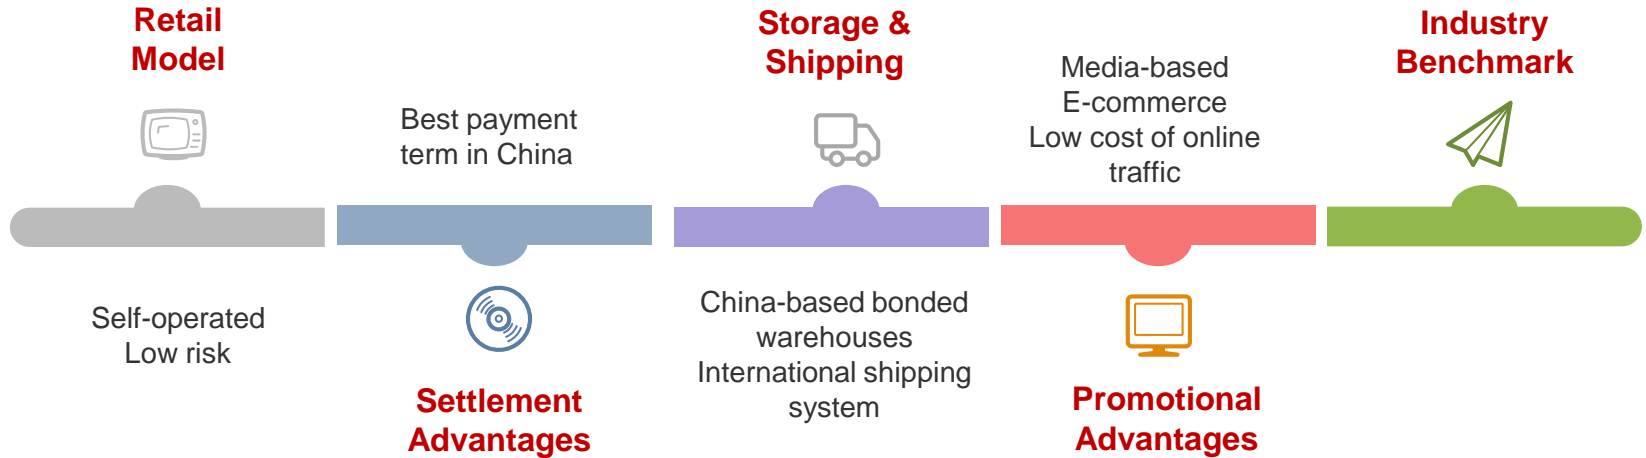 Retail
Model
Self-operated
Low risk
Best payment
term in China
Settlement
Advantages
Storage &
Shipping
China-based bonded
warehouses
International shipping
system
Media-based
E-commerce
Low cost of online
traffic
Promotional
Advantages
Industry
Benchmark